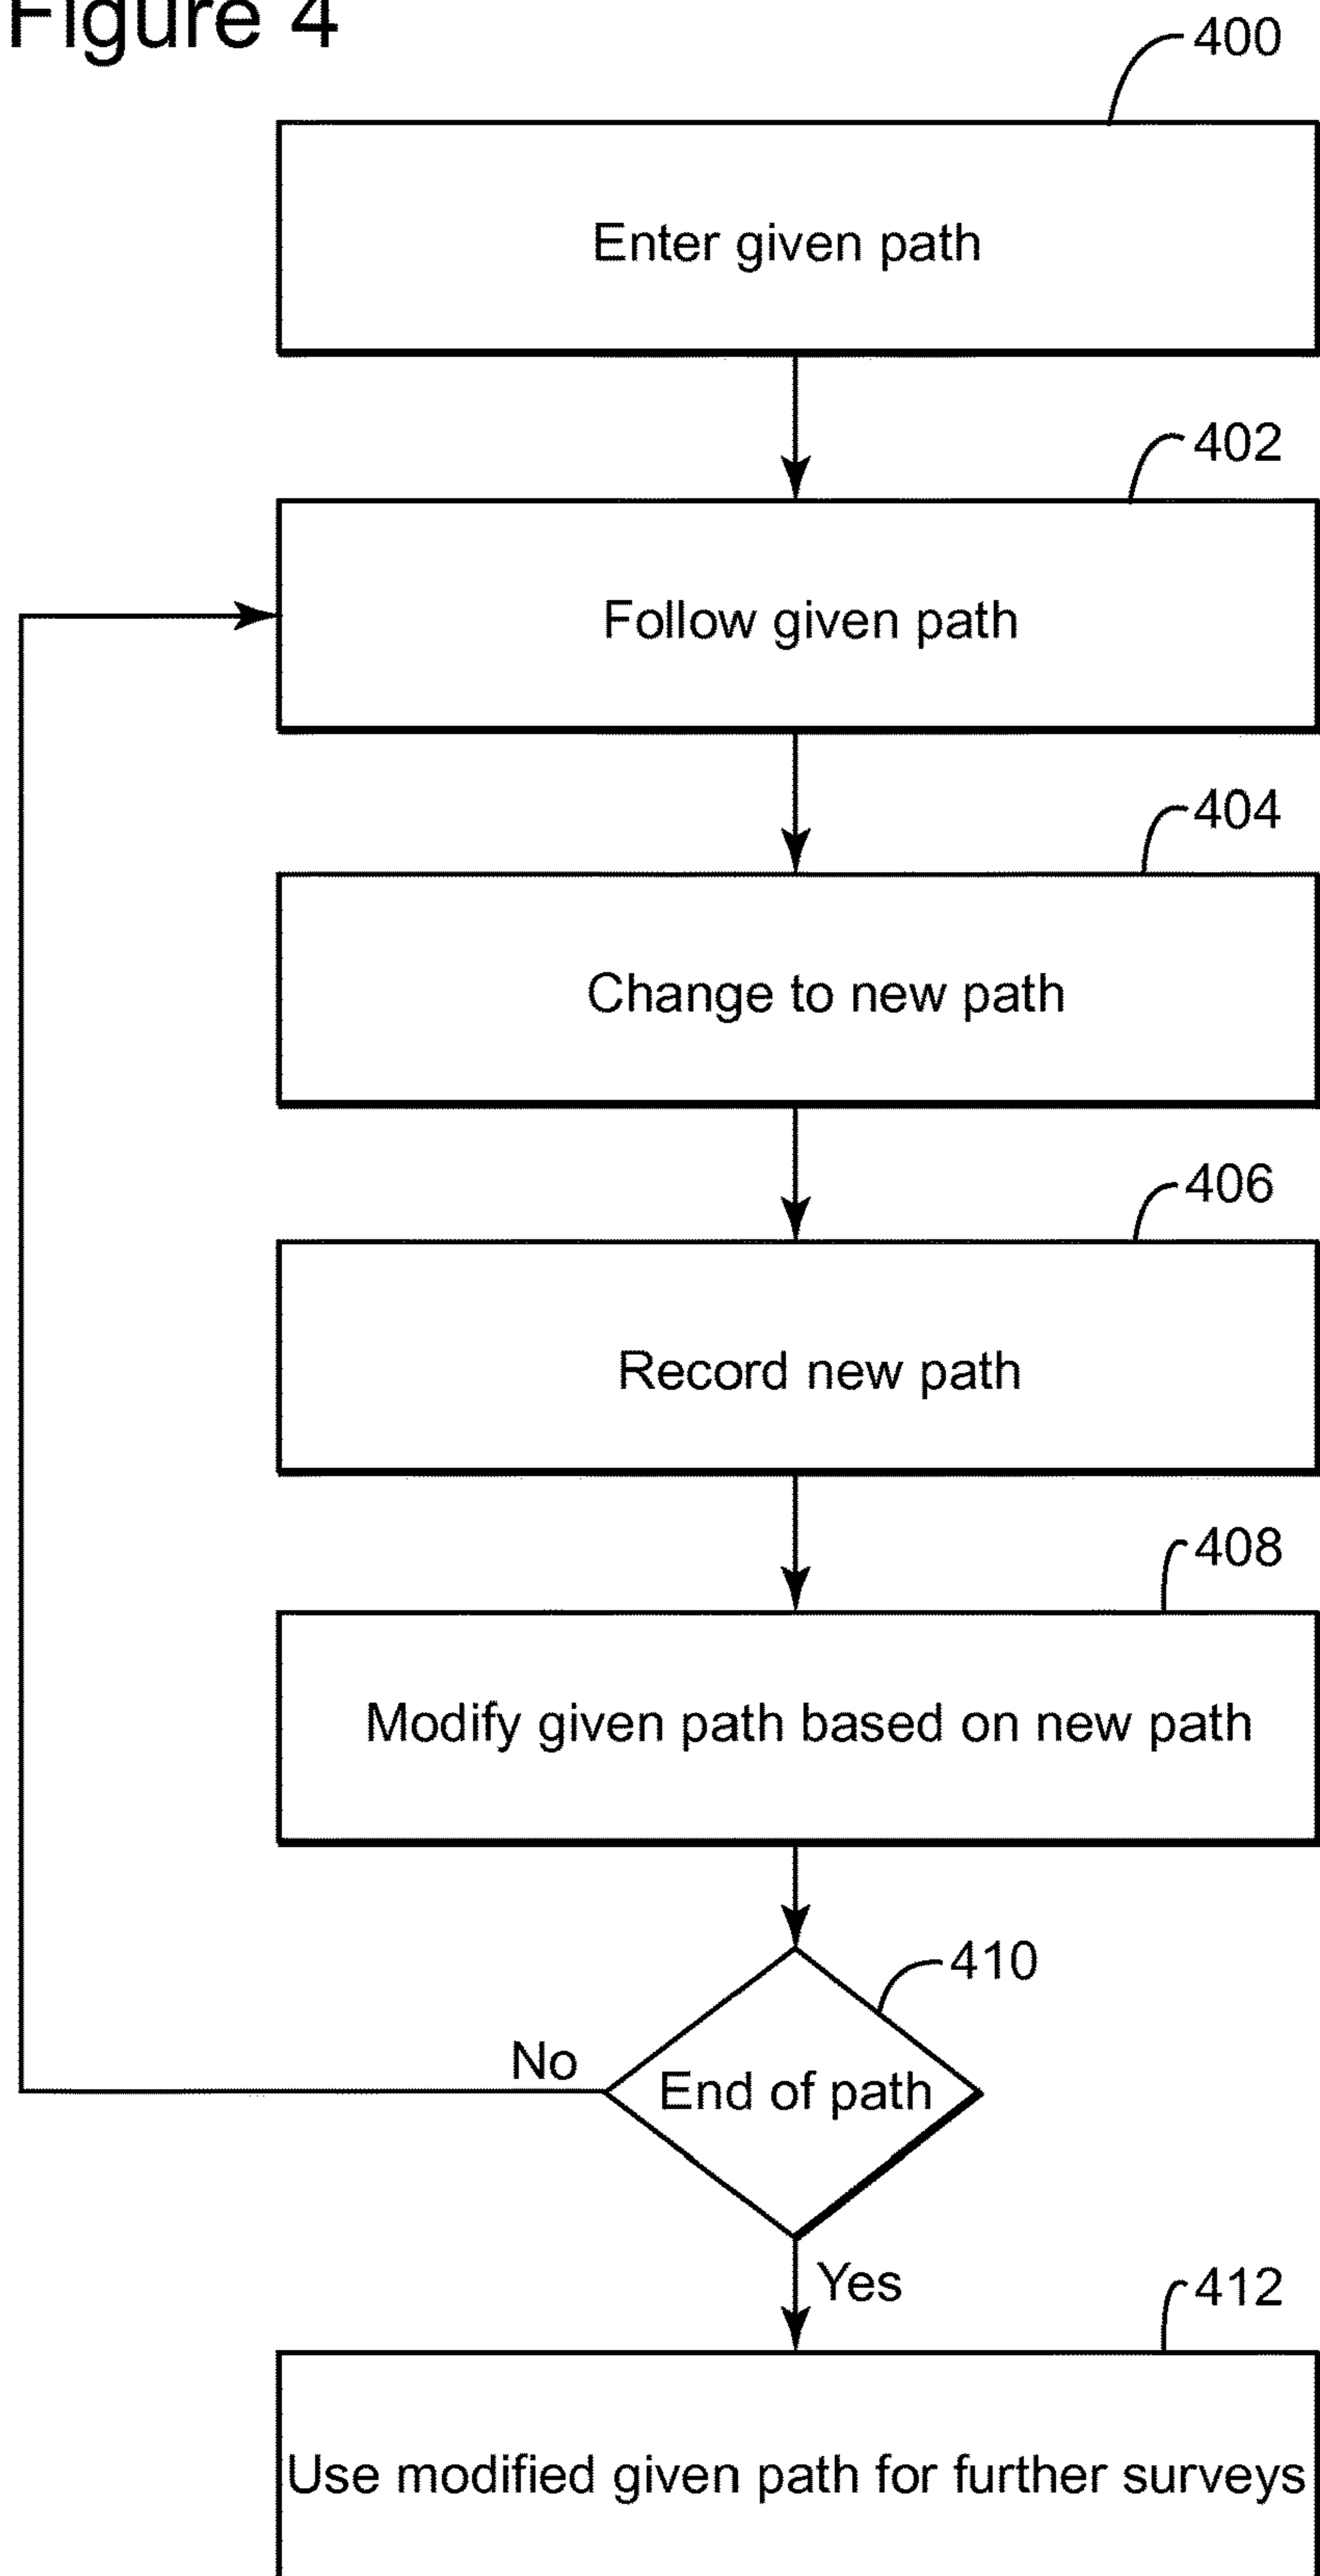 Figure 4
400
Enter given path
402
Follow given path
404
Change to new path
406
Record new path
408
Modify given path based on new path
410
No
End of path
Yes
412
Use modified given path for further surveys